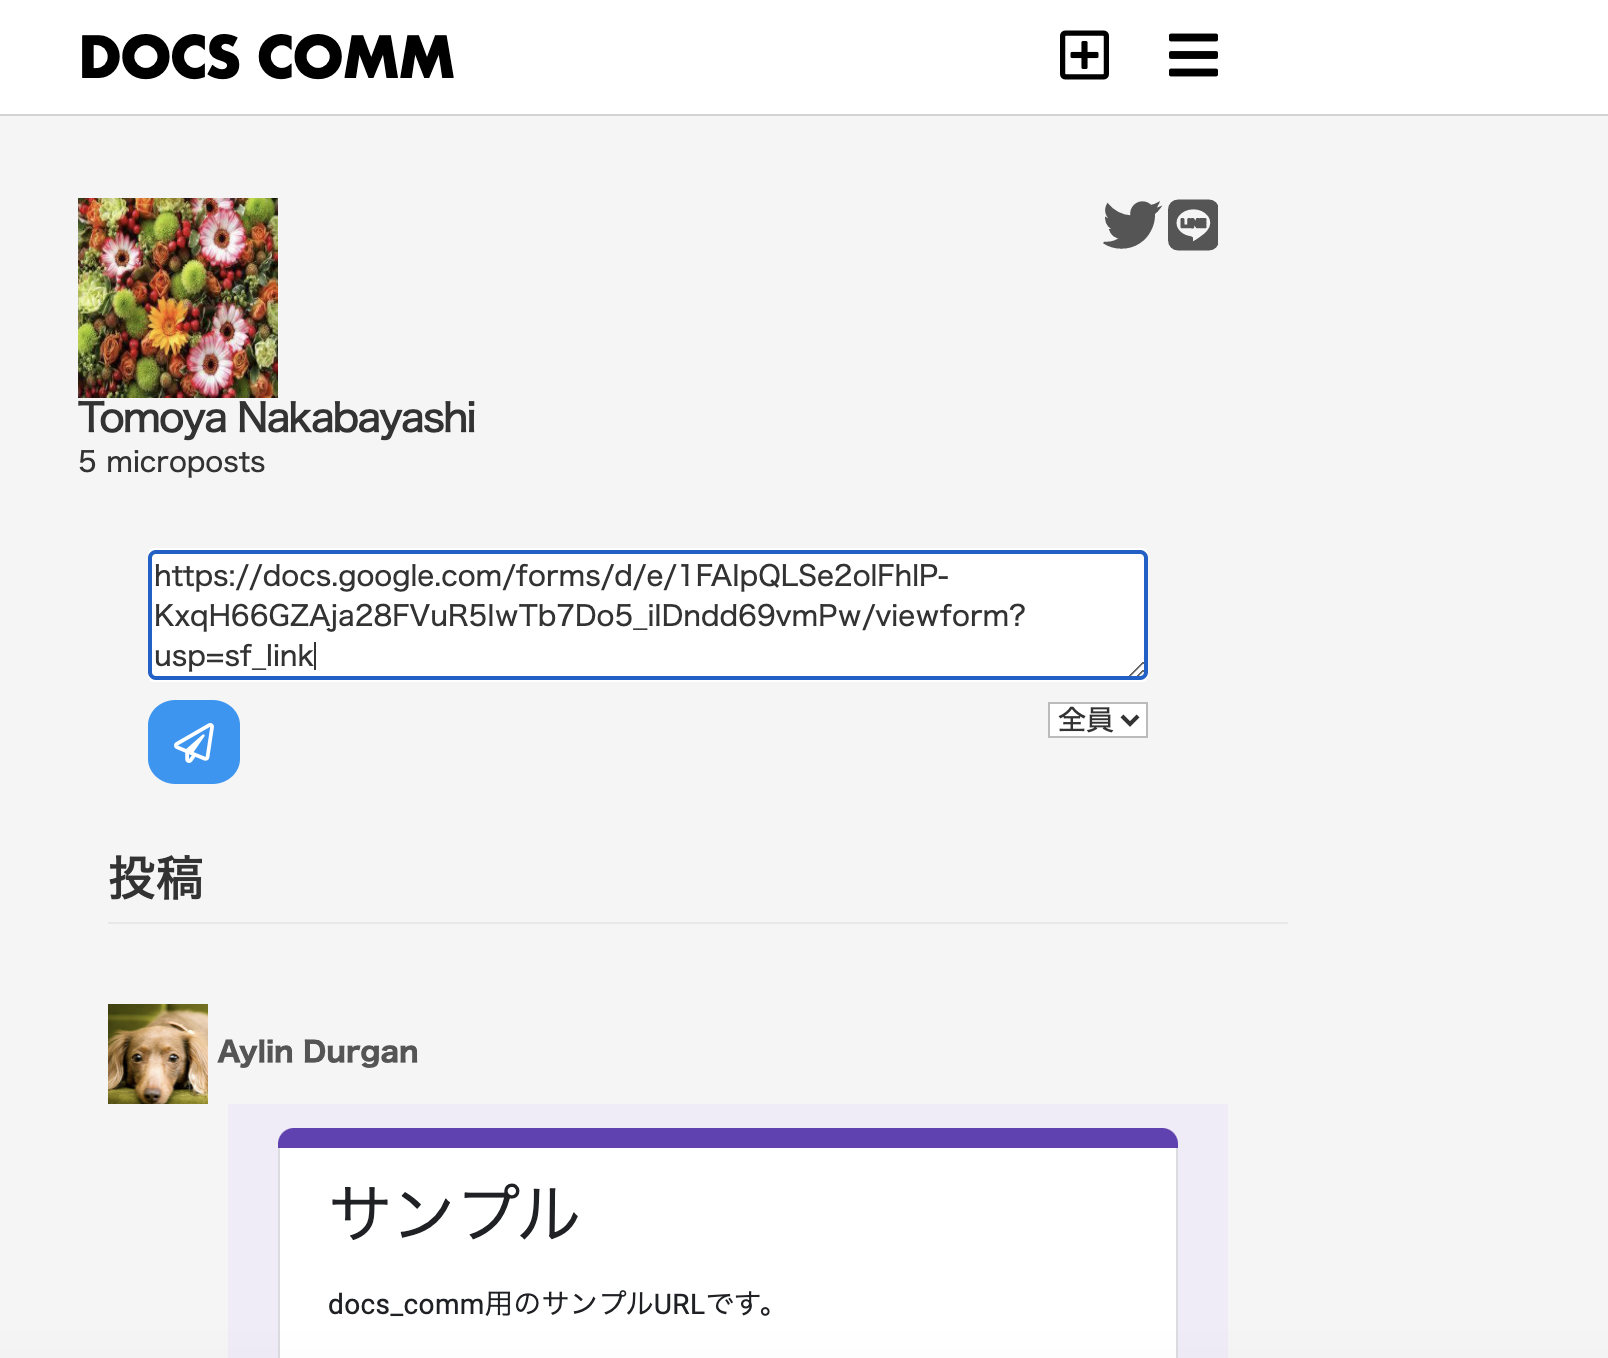 DOCS COMM
LINE
Tomoya Nakabayashi
5 microposts
https://docs.google.com/forms/d/e/1FAIpQLSe2olFhlP-
KxqH66GZAja28FVuR5lwTb7Do5_ilDndd69vmPw/viewform?
usp=sf_link
全員
投稿
Aylin Durgan
サンプル
docs_comm用のサンプルURLです。